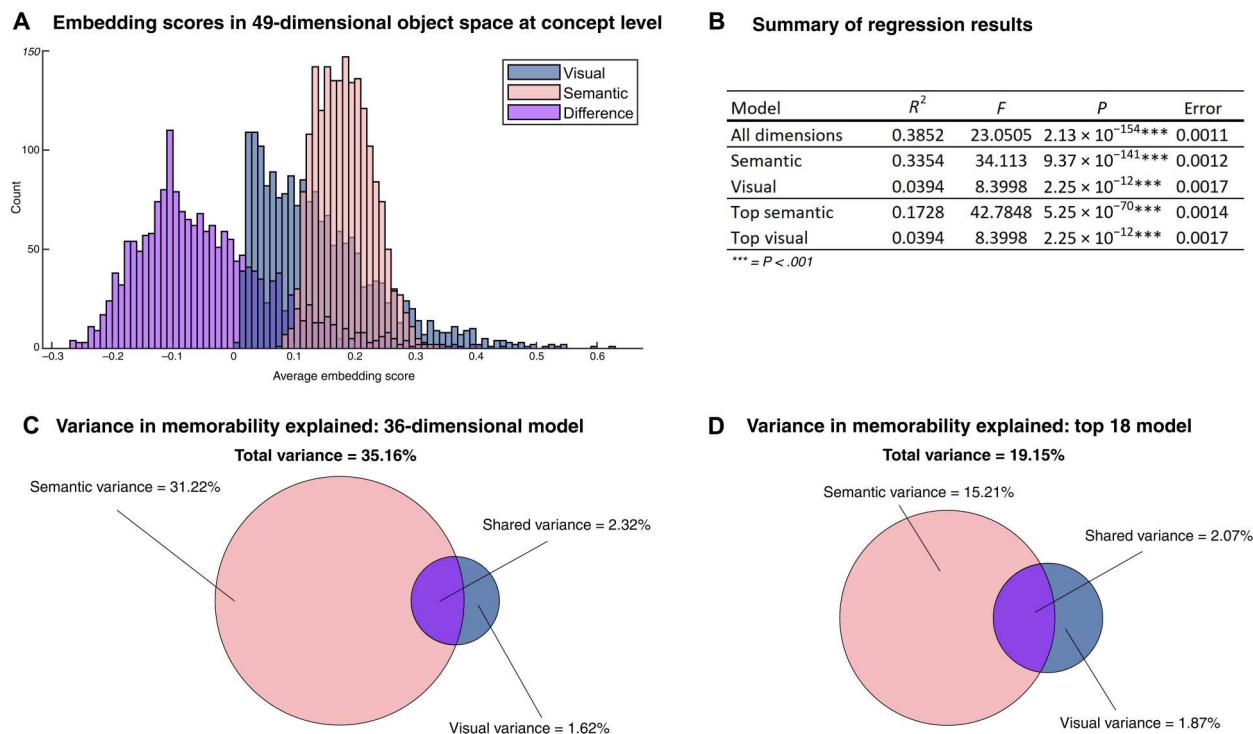 A Embedding scores in 49-dimensional object space at concept level
150
100
50
0
Count
−0.3 −0.2 −0.1 0 0.1 0.2 0.3 0.4 0.5 0.6
Average embedding score
Visual
Semantic
Difference
B Summary of regression results
Model R² F P Error
All dimensions 0.3852 23.0505 2.13 × 10⁻¹⁵⁴*** 0.0011
Semantic 0.3354 34.113 9.37 × 10⁻¹⁴¹*** 0.0012
Visual 0.0394 8.3998 2.25 × 10⁻¹²*** 0.0017
Top semantic 0.1728 42.7848 5.25 × 10⁻⁷⁰*** 0.0014
Top visual 0.0394 8.3998 2.25 × 10⁻¹²*** 0.0017
*** = P < .001
C Variance in memorability explained: 36-dimensional model
Total variance = 35.16%
Semantic variance = 31.22%
Shared variance = 2.32%
Visual variance = 1.62%
D Variance in memorability explained: top 18 model
Total variance = 19.15%
Semantic variance = 15.21%
Shared variance = 2.07%
Visual variance = 1.87%